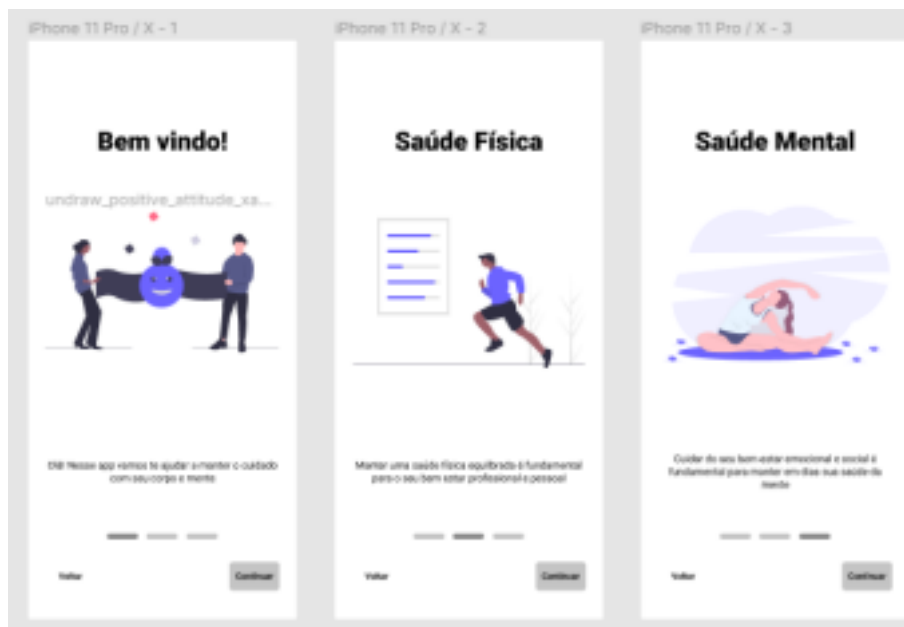 iPhone 11 Pro / X – 1
Bem vindo!
undraw_positive_attitude_xa...
Olá! Nesse app vamos te ajudar a manter o cuidado
com seu corpo e mente
Voltar
Continuar
iPhone 11 Pro / X – 2
Saúde Física
Manter uma saúde física equilibrada é fundamental
para o seu bem estar profissional e pessoal
Voltar
Continuar
iPhone 11 Pro / X – 3
Saúde Mental
Cuidar do seu bem estar emocional e social é
fundamental para manter em dias sua saúde da
mente
Voltar
Continuar